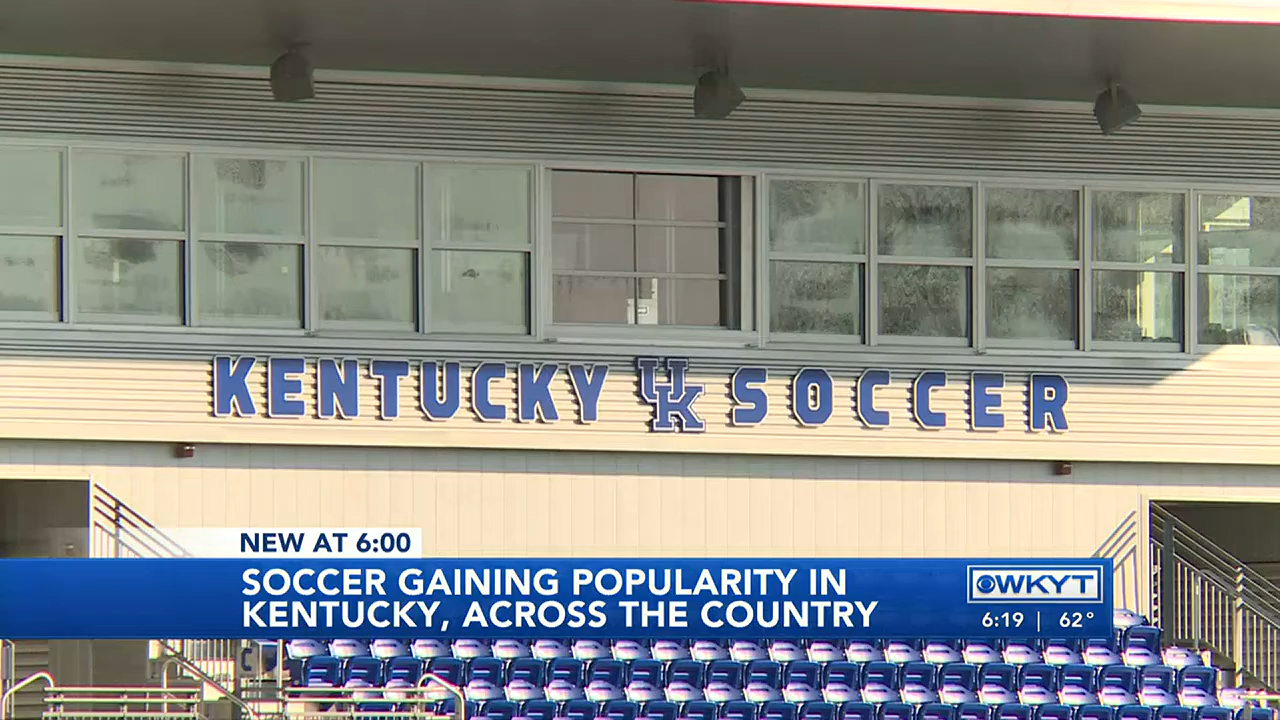 KENTUCKY UK SOCCER
NEW AT 6:00
SOCCER GAINING POPULARITY IN
KENTUCKY, ACROSS THE COUNTRY
WKYT
6:19 | 62°